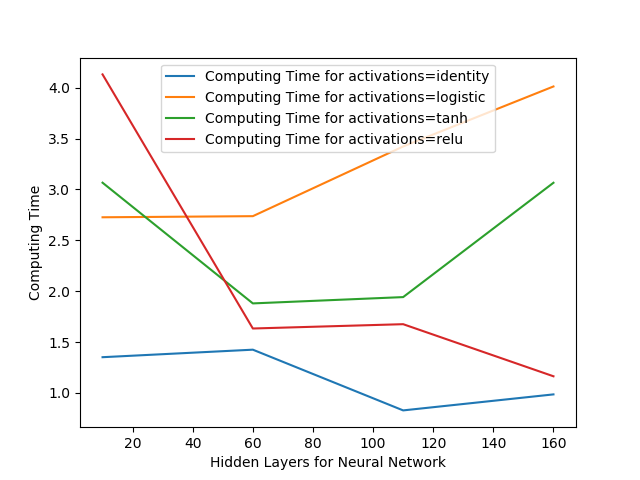 Computing Time for activations=identity
Computing Time for activations=logistic
Computing Time for activations=tanh
Computing Time for activations=relu
4.0
3.5
3.0
2.5
2.0
1.5
1.0
Computing Time
20 40 60 80 100 120 140 160
Hidden Layers for Neural Network